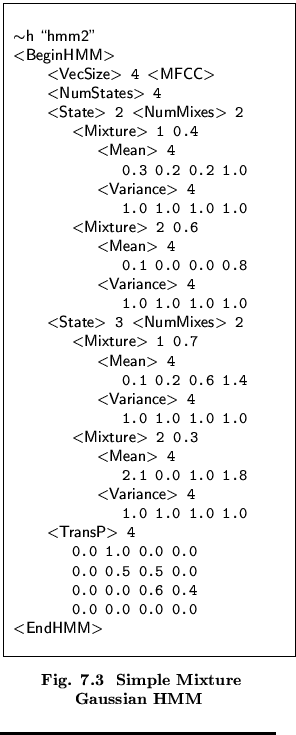 ~h “hmm2”
<BeginHMM>
<VecSize> 4 <MFCC>
<NumStates> 4
<State> 2 <NumMixes> 2
<Mixture> 1 0.4
<Mean> 4
0.3 0.2 0.2 1.0
<Variance> 4
1.0 1.0 1.0 1.0
<Mixture> 2 0.6
<Mean> 4
0.1 0.0 0.0 0.8
<Variance> 4
1.0 1.0 1.0 1.0
<State> 3 <NumMixes> 2
<Mixture> 1 0.7
<Mean> 4
0.1 0.2 0.6 1.4
<Variance> 4
1.0 1.0 1.0 1.0
<Mixture> 2 0.3
<Mean> 4
2.1 0.0 1.0 1.8
<Variance> 4
1.0 1.0 1.0 1.0
<TransP> 4
0.0 1.0 0.0 0.0
0.0 0.5 0.5 0.0
0.0 0.0 0.6 0.4
0.0 0.0 0.0 0.0
<EndHMM>
Fig. 7.3 Simple Mixture
Gaussian HMM